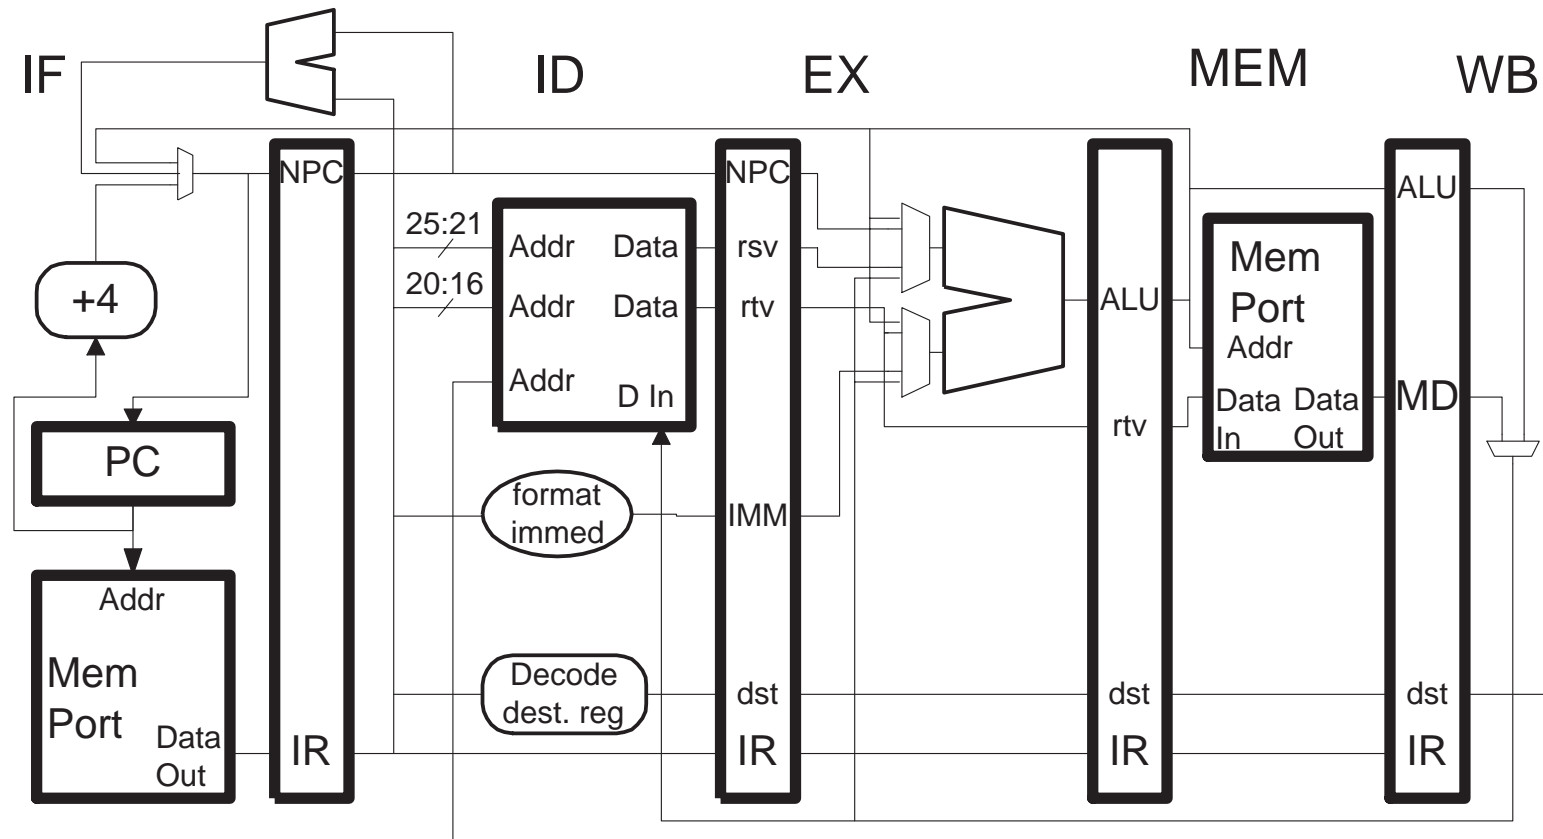 IF
ID
EX
MEM
WB
NPC
NPC
ALU
25:21
20:16
Addr
Data
Addr
Data
Addr
D In
rsv
rtv
+4
ALU
Mem
Port
Addr
Data
In
Data
Out
MD
rtv
PC
format
immed
IMM
Addr
Mem
Port
Data
Out
Decode
dest. reg
dst
dst
dst
IR
IR
IR
IR